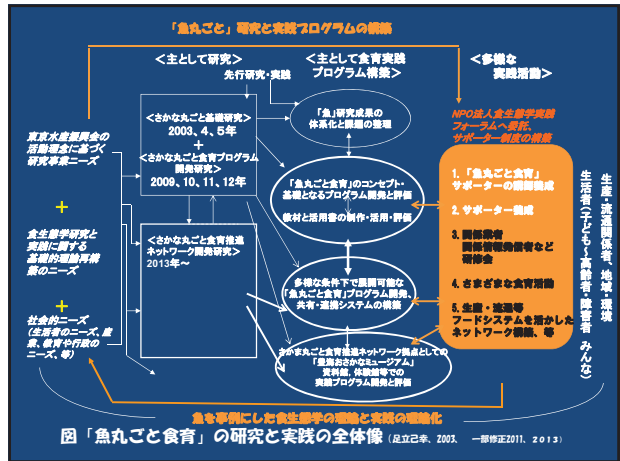 「魚丸ごと」研究と実践プログラムの構築
＜主として研究＞
＜主として食育実践
プログラム構築＞
＜多様な
実践活動＞
先行研究・実践
東京水産振興会の
活動理念に基づく
研究事業ニーズ
＋
食生態学研究と
実践に関する
基礎的理論再構
築のニーズ
＋
社会的ニーズ
（生活者のニーズ、産
業、教育や行政の
ニーズ、等）
＜さかな丸ごと基礎研究＞
2003、4、5年
＋
＜さかな丸ごと食育プログラム
開発研究＞
2009、10、11、12年
＜さかな丸ごと食育推進
ネットワーク開発研究＞
2013年～
「魚」研究成果の
体系化と課題の整理
「魚丸ごと食育」のコンセプト・
基礎となるプログラム開発と評価
教材と活用書の制作・活用・評価
多様な条件下で展開可能な
「魚丸ごと食育」プログラム開発、
共有・連携システムの構築
さかま丸ごと食育推進ネットワーク拠点としての
「豊海おさかなミュージアム」
資料館、体験館等での
実践プログラム開発と評価
NPO法人食生態学実践
フォーラムへ委託、
サポーター制度の構築
1. 「魚丸ごと食育」
サポーターの講師養成
2. サポーター養成
3. 関係業者
関係情報発信者など
研修会
4. さまざまな食育活動
5. 生産・流通等
フードシステムを活かした
ネットワーク構築、等
生産・流通関係者、地域・環境
生活者（子ども～高齢者・障害者 みんな）
魚を事例にした食生態学の理論と実践の理論化
図「魚丸ごと食育」の研究と実践の全体像（足立己幸、2003、 一部修正2011、2013）